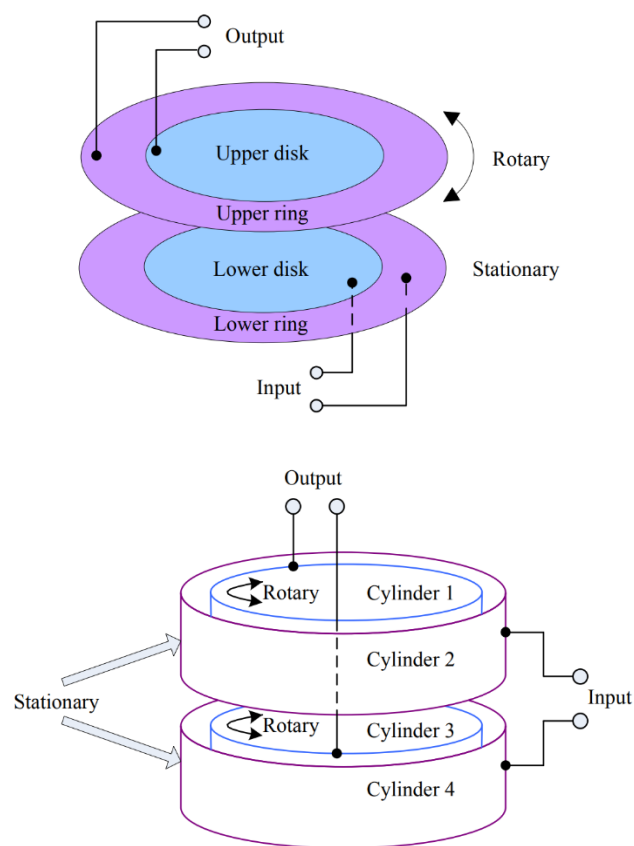 Output
Upper disk
Rotary
Upper ring
Lower disk
Stationary
Lower ring
Input
Output
Rotary
Cylinder 1
Cylinder 2
Stationary
Input
Rotary
Cylinder 3
Cylinder 4